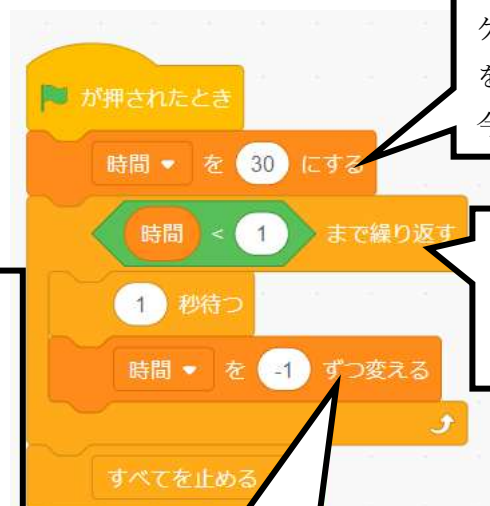 が押されたとき
時間 を 30 にする
時間 < 1 まで繰り返す
1 秒待つ
時間 を -1 ずつ変える
すべてを止める